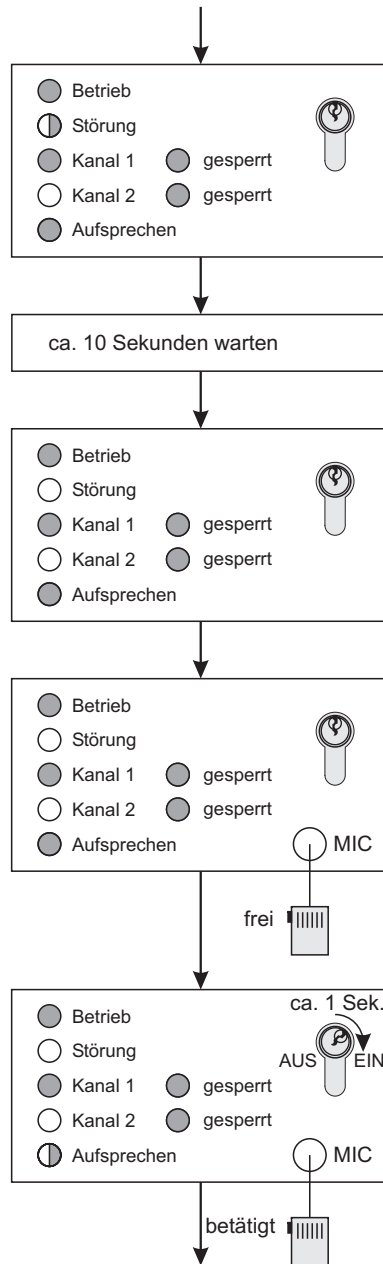 Betrieb
Störung
Kanal 1 gesperrt
Kanal 2 gesperrt
Aufsprechen
ca. 10 Sekunden warten
Betrieb
Störung
Kanal 1 gesperrt
Kanal 2 gesperrt
Aufsprechen
Betrieb
Störung
Kanal 1 gesperrt
Kanal 2 gesperrt
Aufsprechen MIC
frei
ca. 1 Sek.
Betrieb
Störung AUS EIN
Kanal 1 gesperrt
Kanal 2 gesperrt
Aufsprechen MIC
betätigt